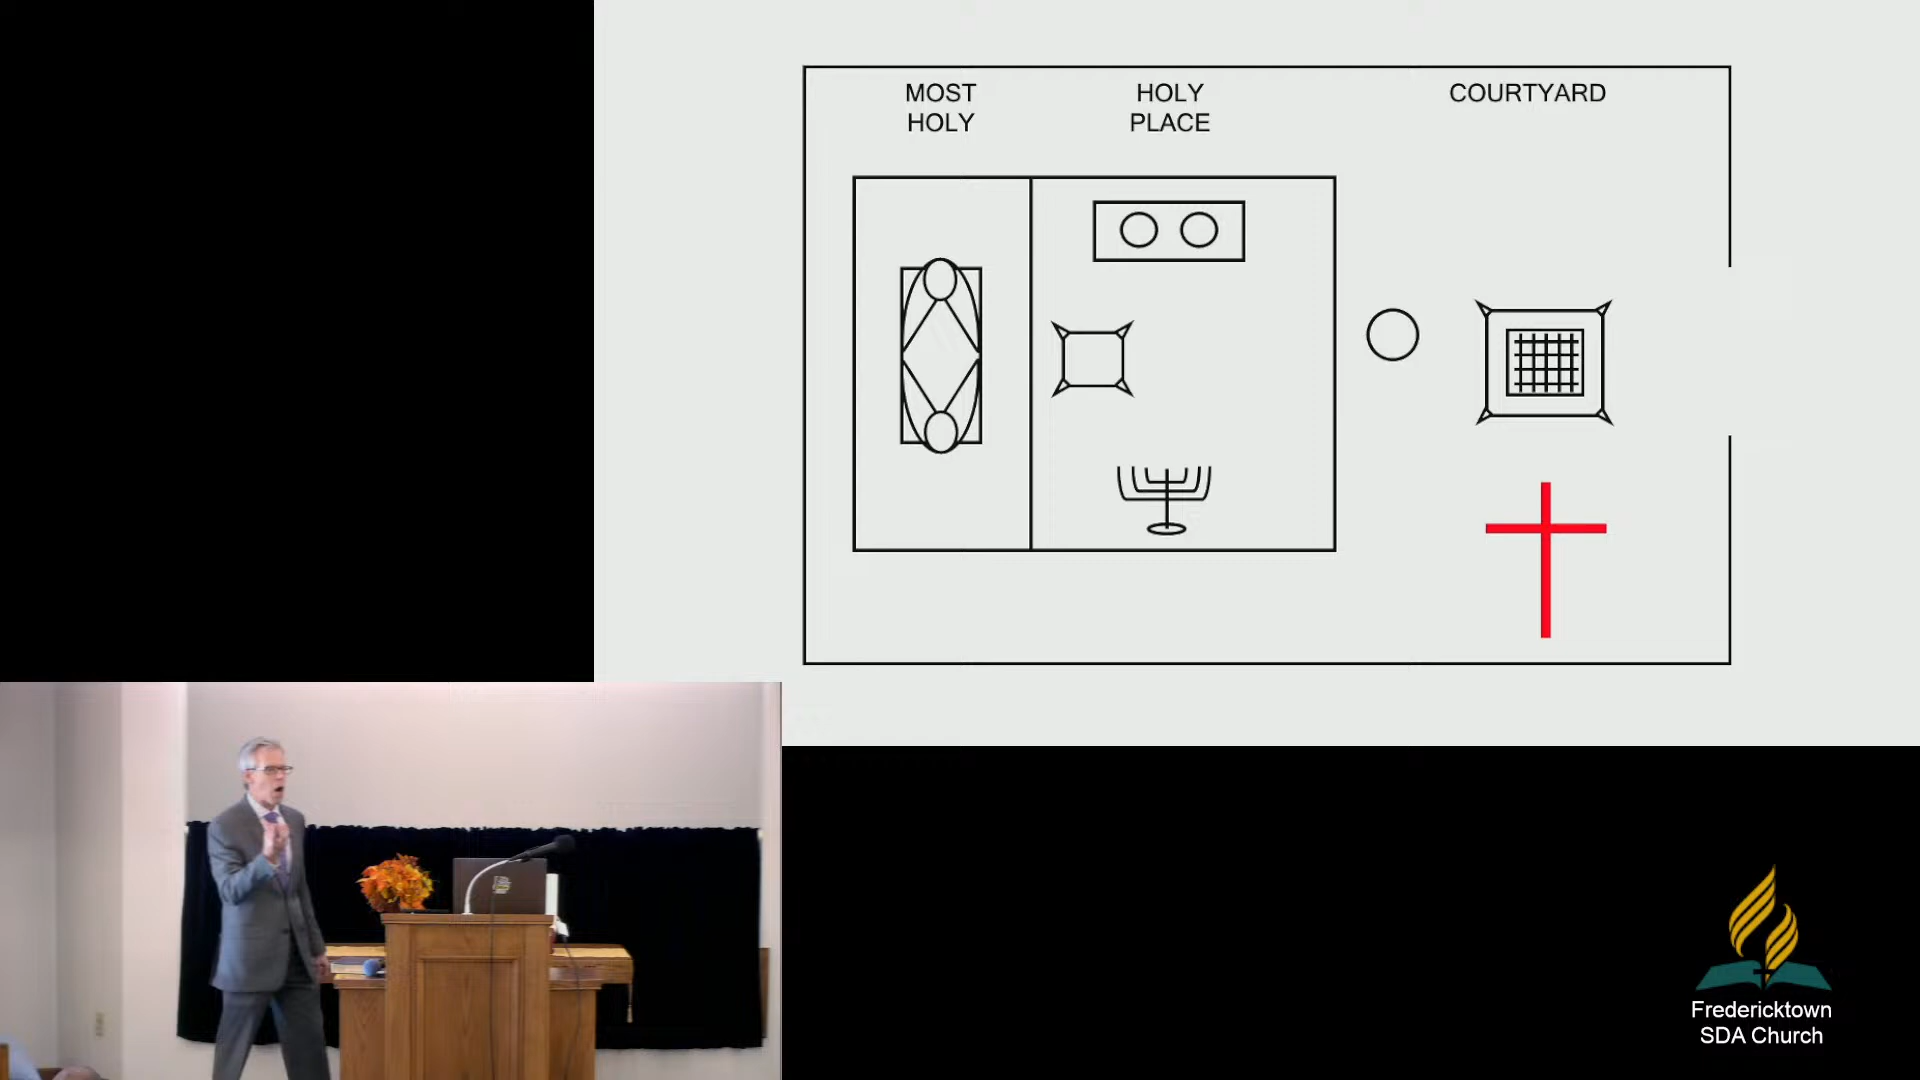 MOST
HOLY
HOLY
PLACE
COURTYARD
Fredericktown
SDA Church